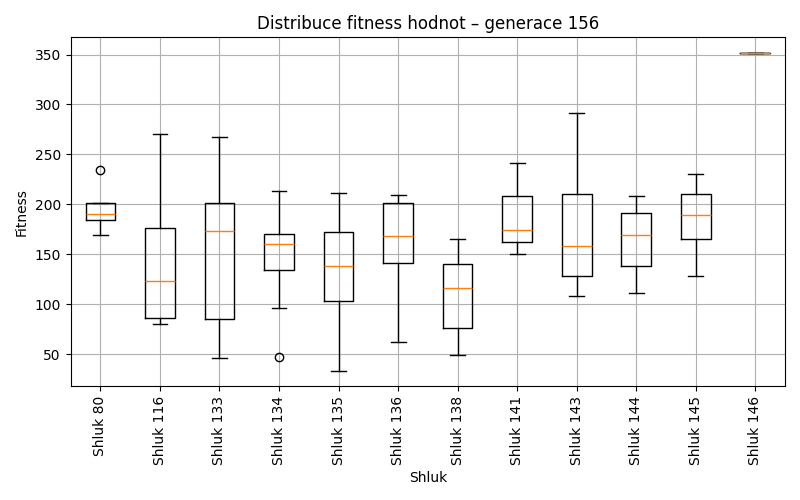 Distribuce fitness hodnot – generace 156
Fitness
350
300
250
200
150
100
50
Shluk 80
Shluk 116
Shluk 133
Shluk 134
Shluk 135
Shluk 136
Shluk 138
Shluk 141
Shluk 143
Shluk 144
Shluk 145
Shluk 146
Shluk